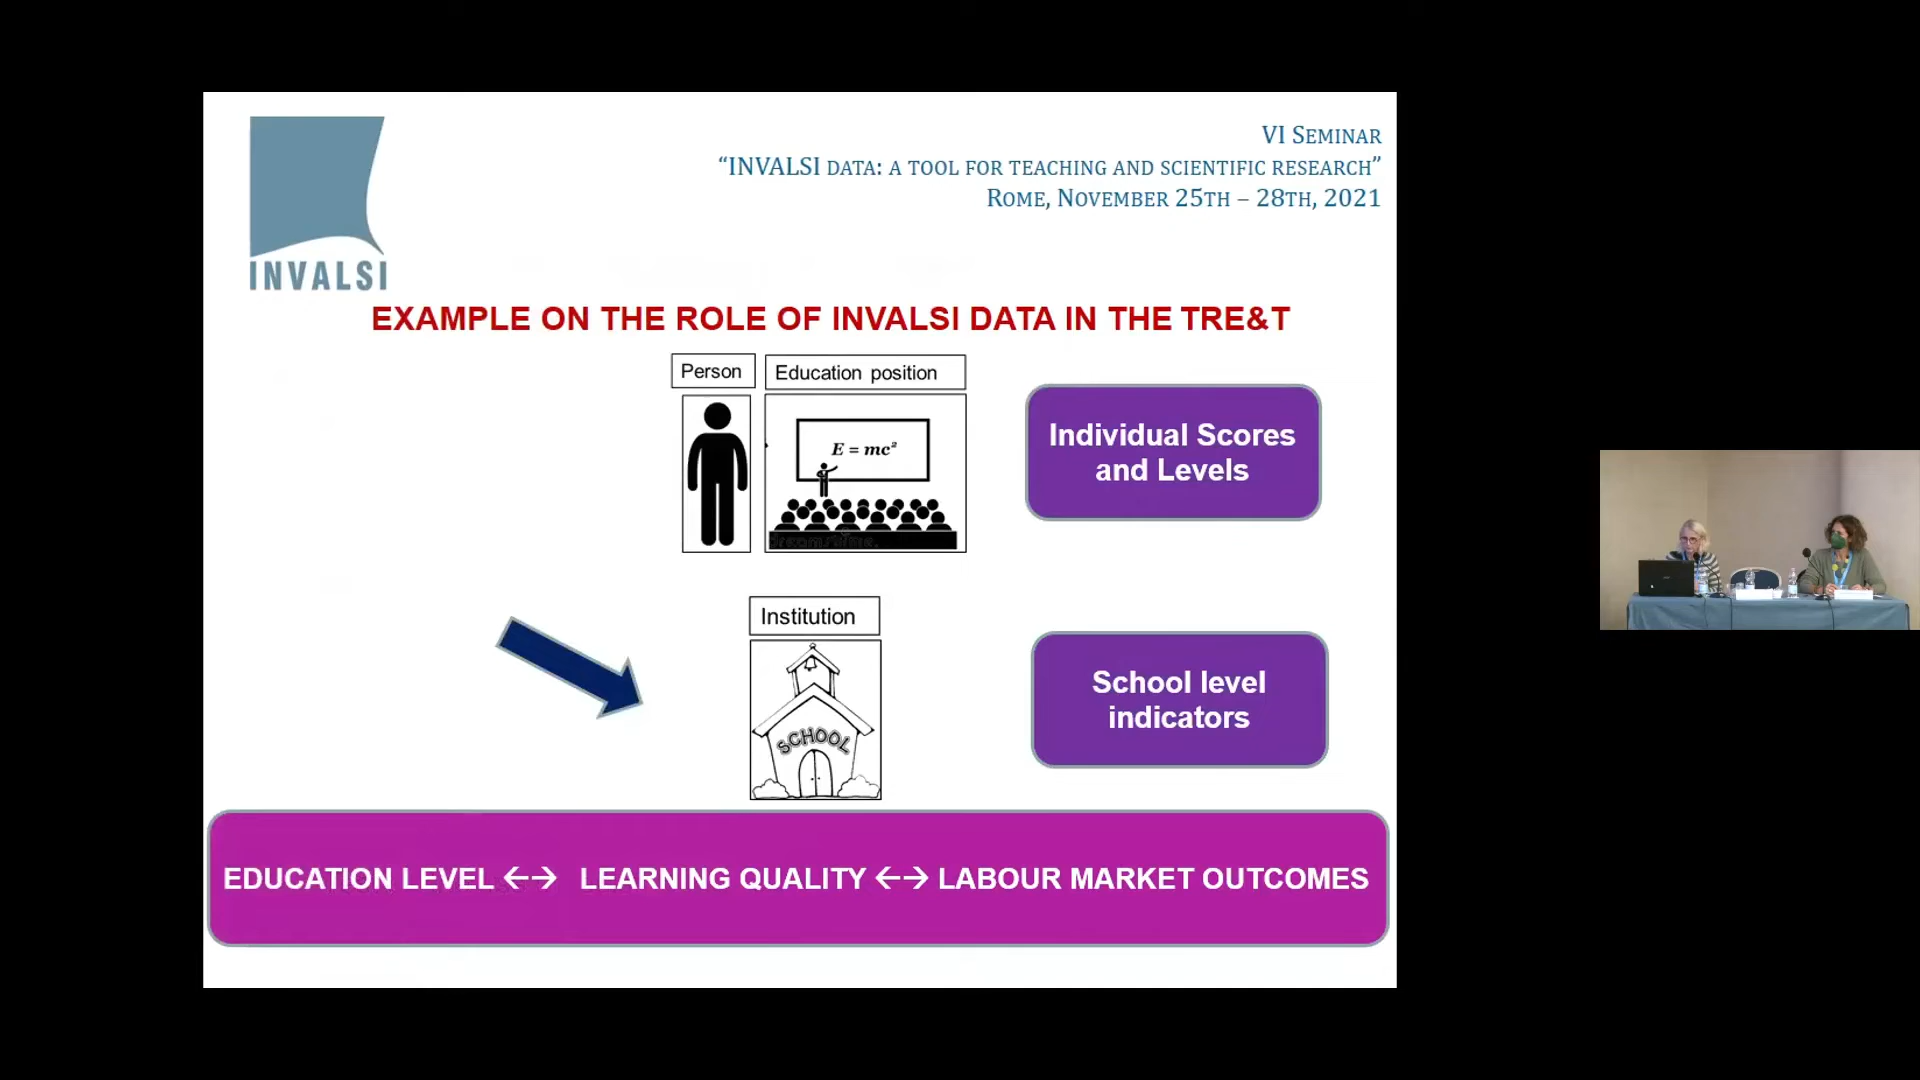 VI SEMINAR
“INVALSI DATA: A TOOL FOR TEACHING AND SCIENTIFIC RESEARCH”
ROME, NOVEMBER 25TH – 28TH, 2021
INVALSI
EXAMPLE ON THE ROLE OF INVALSI DATA IN THE TRE&T
Person
Education position
E = mc²
dreamstime.
Individual Scores
and Levels
Institution
SCHOOL
School level
indicators
EDUCATION LEVEL ←→ LEARNING QUALITY ←→ LABOUR MARKET OUTCOMES